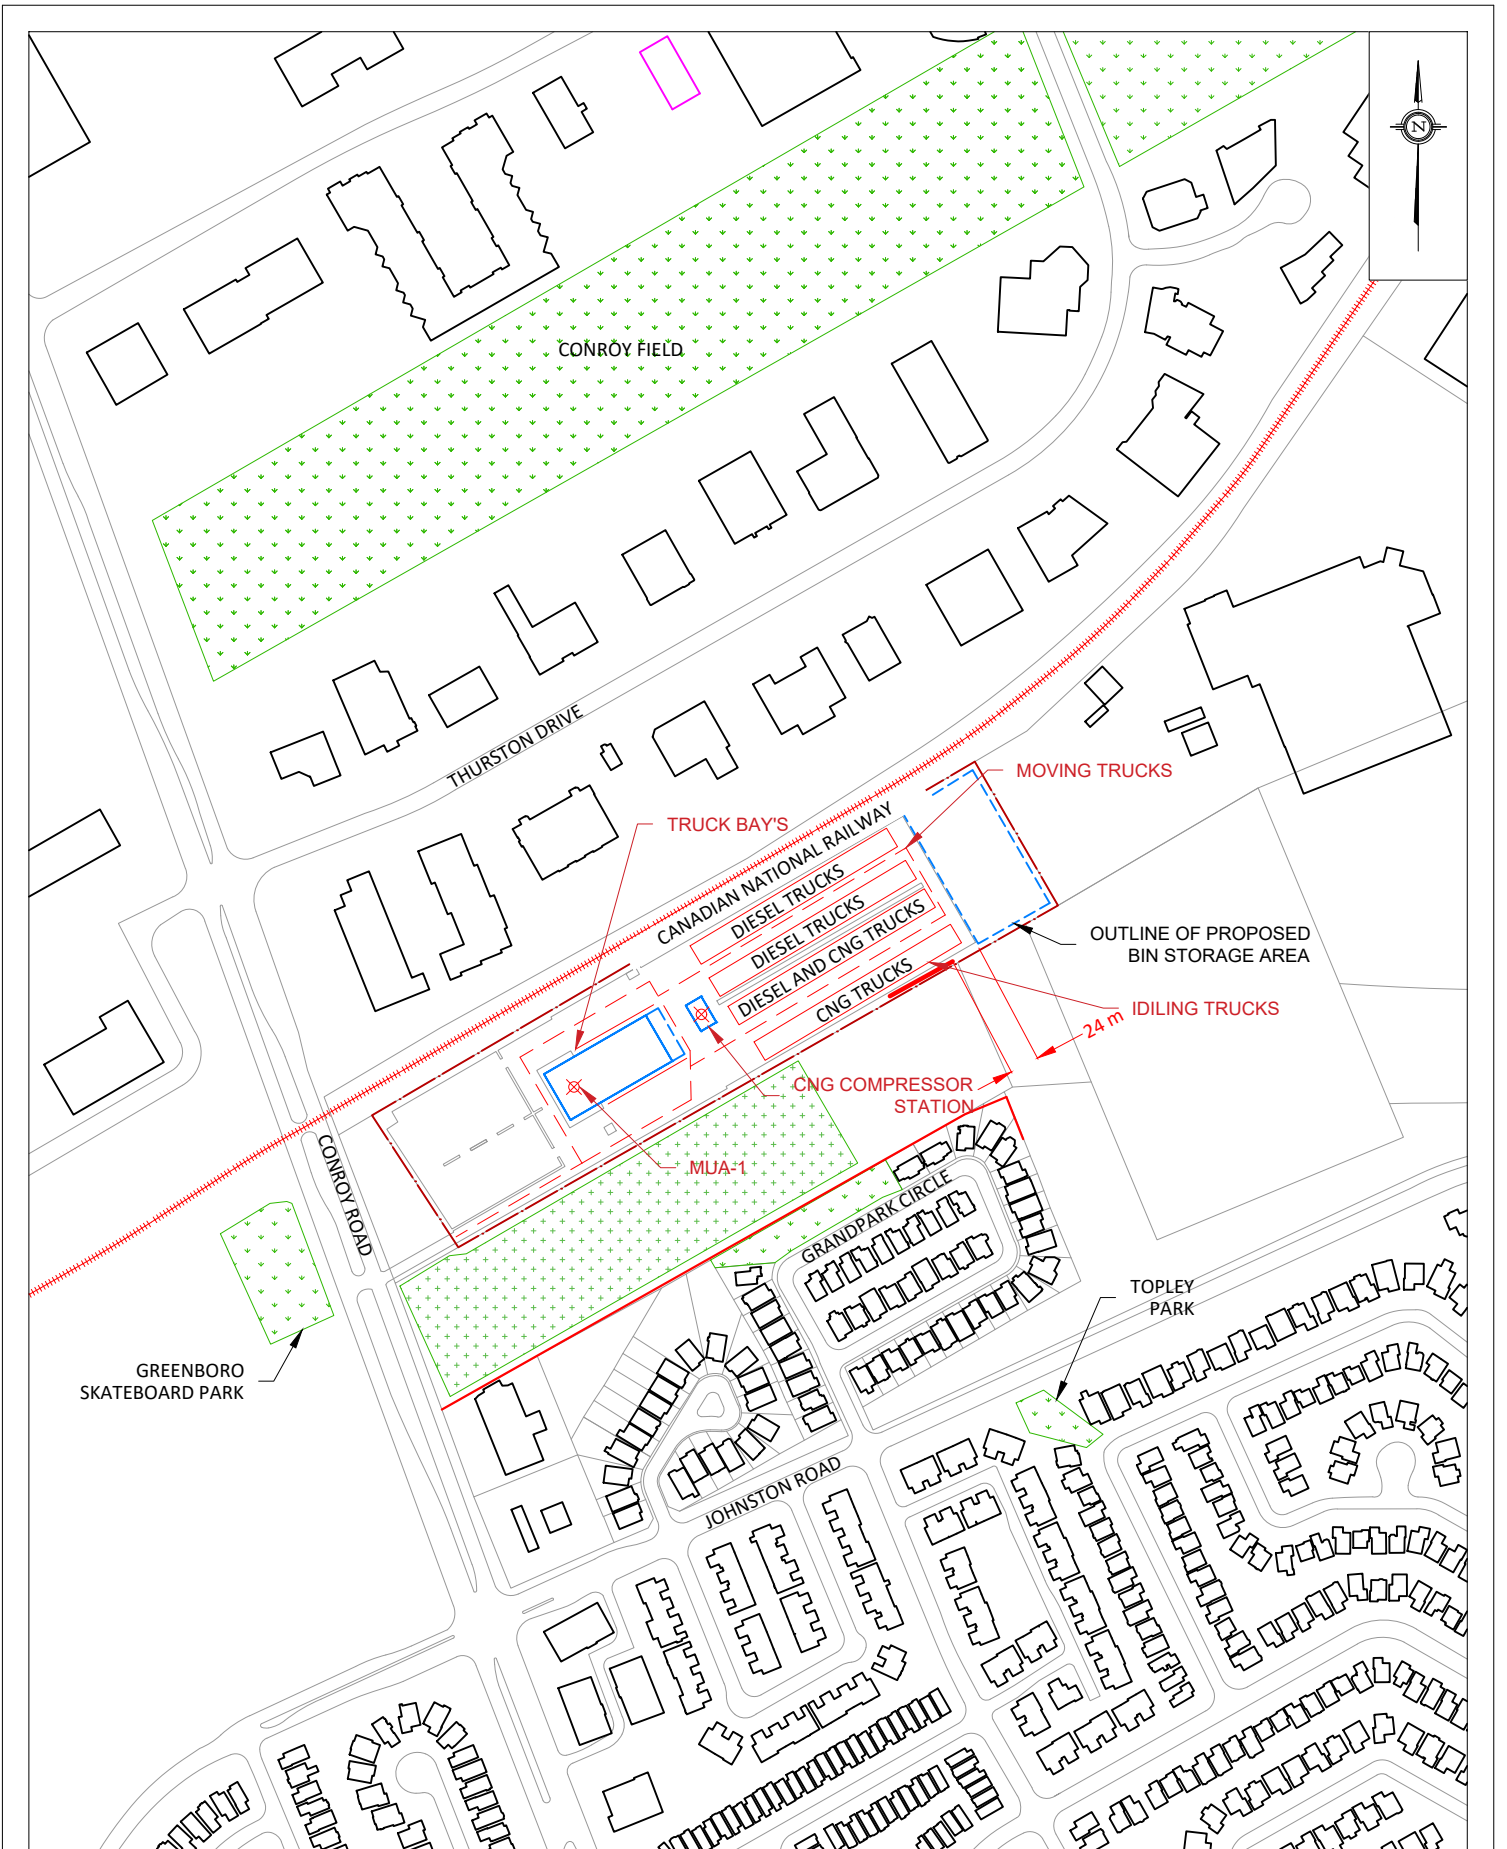 N
CONROY FIELD
THURSTON DRIVE
MOVING TRUCKS
TRUCK BAY'S
CANADIAN NATIONAL RAILWAY
DIESEL TRUCKS
DIESEL TRUCKS
DIESEL AND CNG TRUCKS
CNG TRUCKS
OUTLINE OF PROPOSED
BIN STORAGE AREA
IDILING TRUCKS
24 m
CNG COMPRESSOR
STATION
MUA-1
CONROY ROAD
GRANDPARK CIRCLE
TOPLEY
PARK
GREENBORO
SKATEBOARD PARK
JOHNSTON ROAD